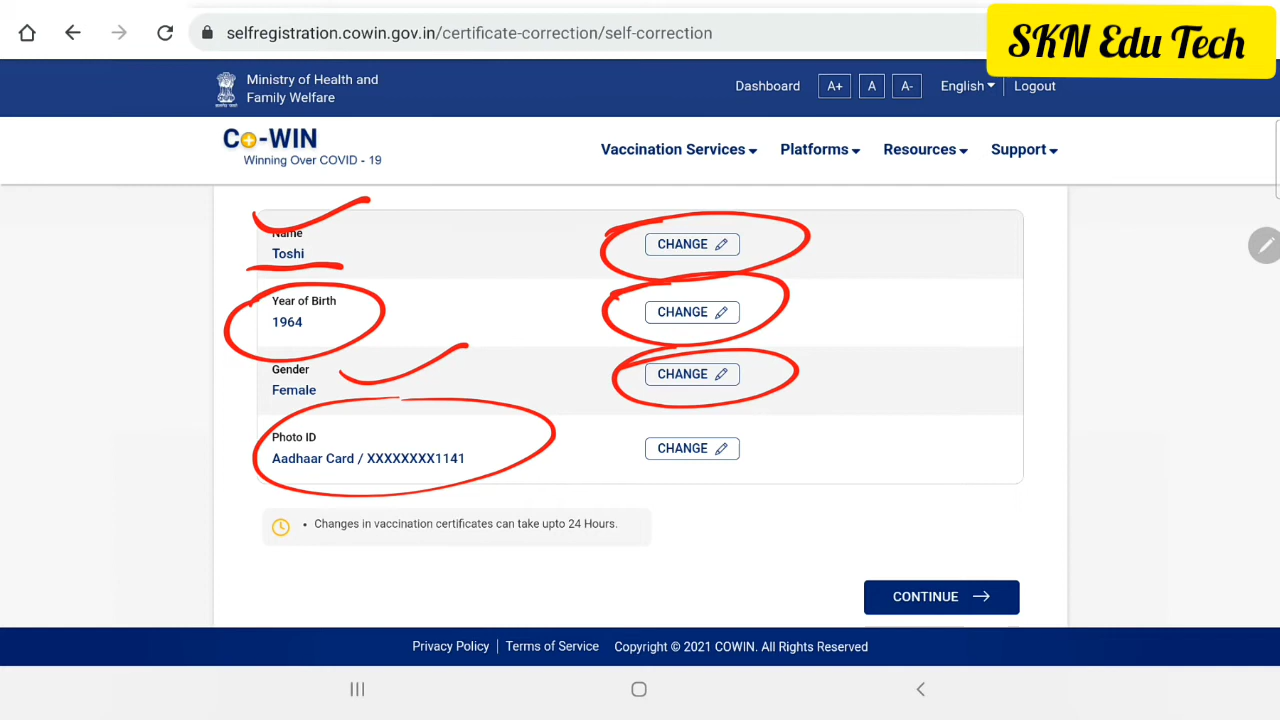 selfregistration.cowin.gov.in/certificate-correction/self-correction
SKN Edu Tech
Ministry of Health and
Family Welfare
Dashboard A+ A A- English Logout
Co-WIN
Winning Over COVID - 19
Vaccination Services Platforms Resources Support
Name
Toshi
CHANGE
Year of Birth
1964
CHANGE
Gender
Female
CHANGE
Photo ID
Aadhaar Card / XXXXXXXX1141
CHANGE
• Changes in vaccination certificates can take upto 24 Hours.
CONTINUE
Privacy Policy | Terms of Service Copyright © 2021 COWIN. All Rights Reserved